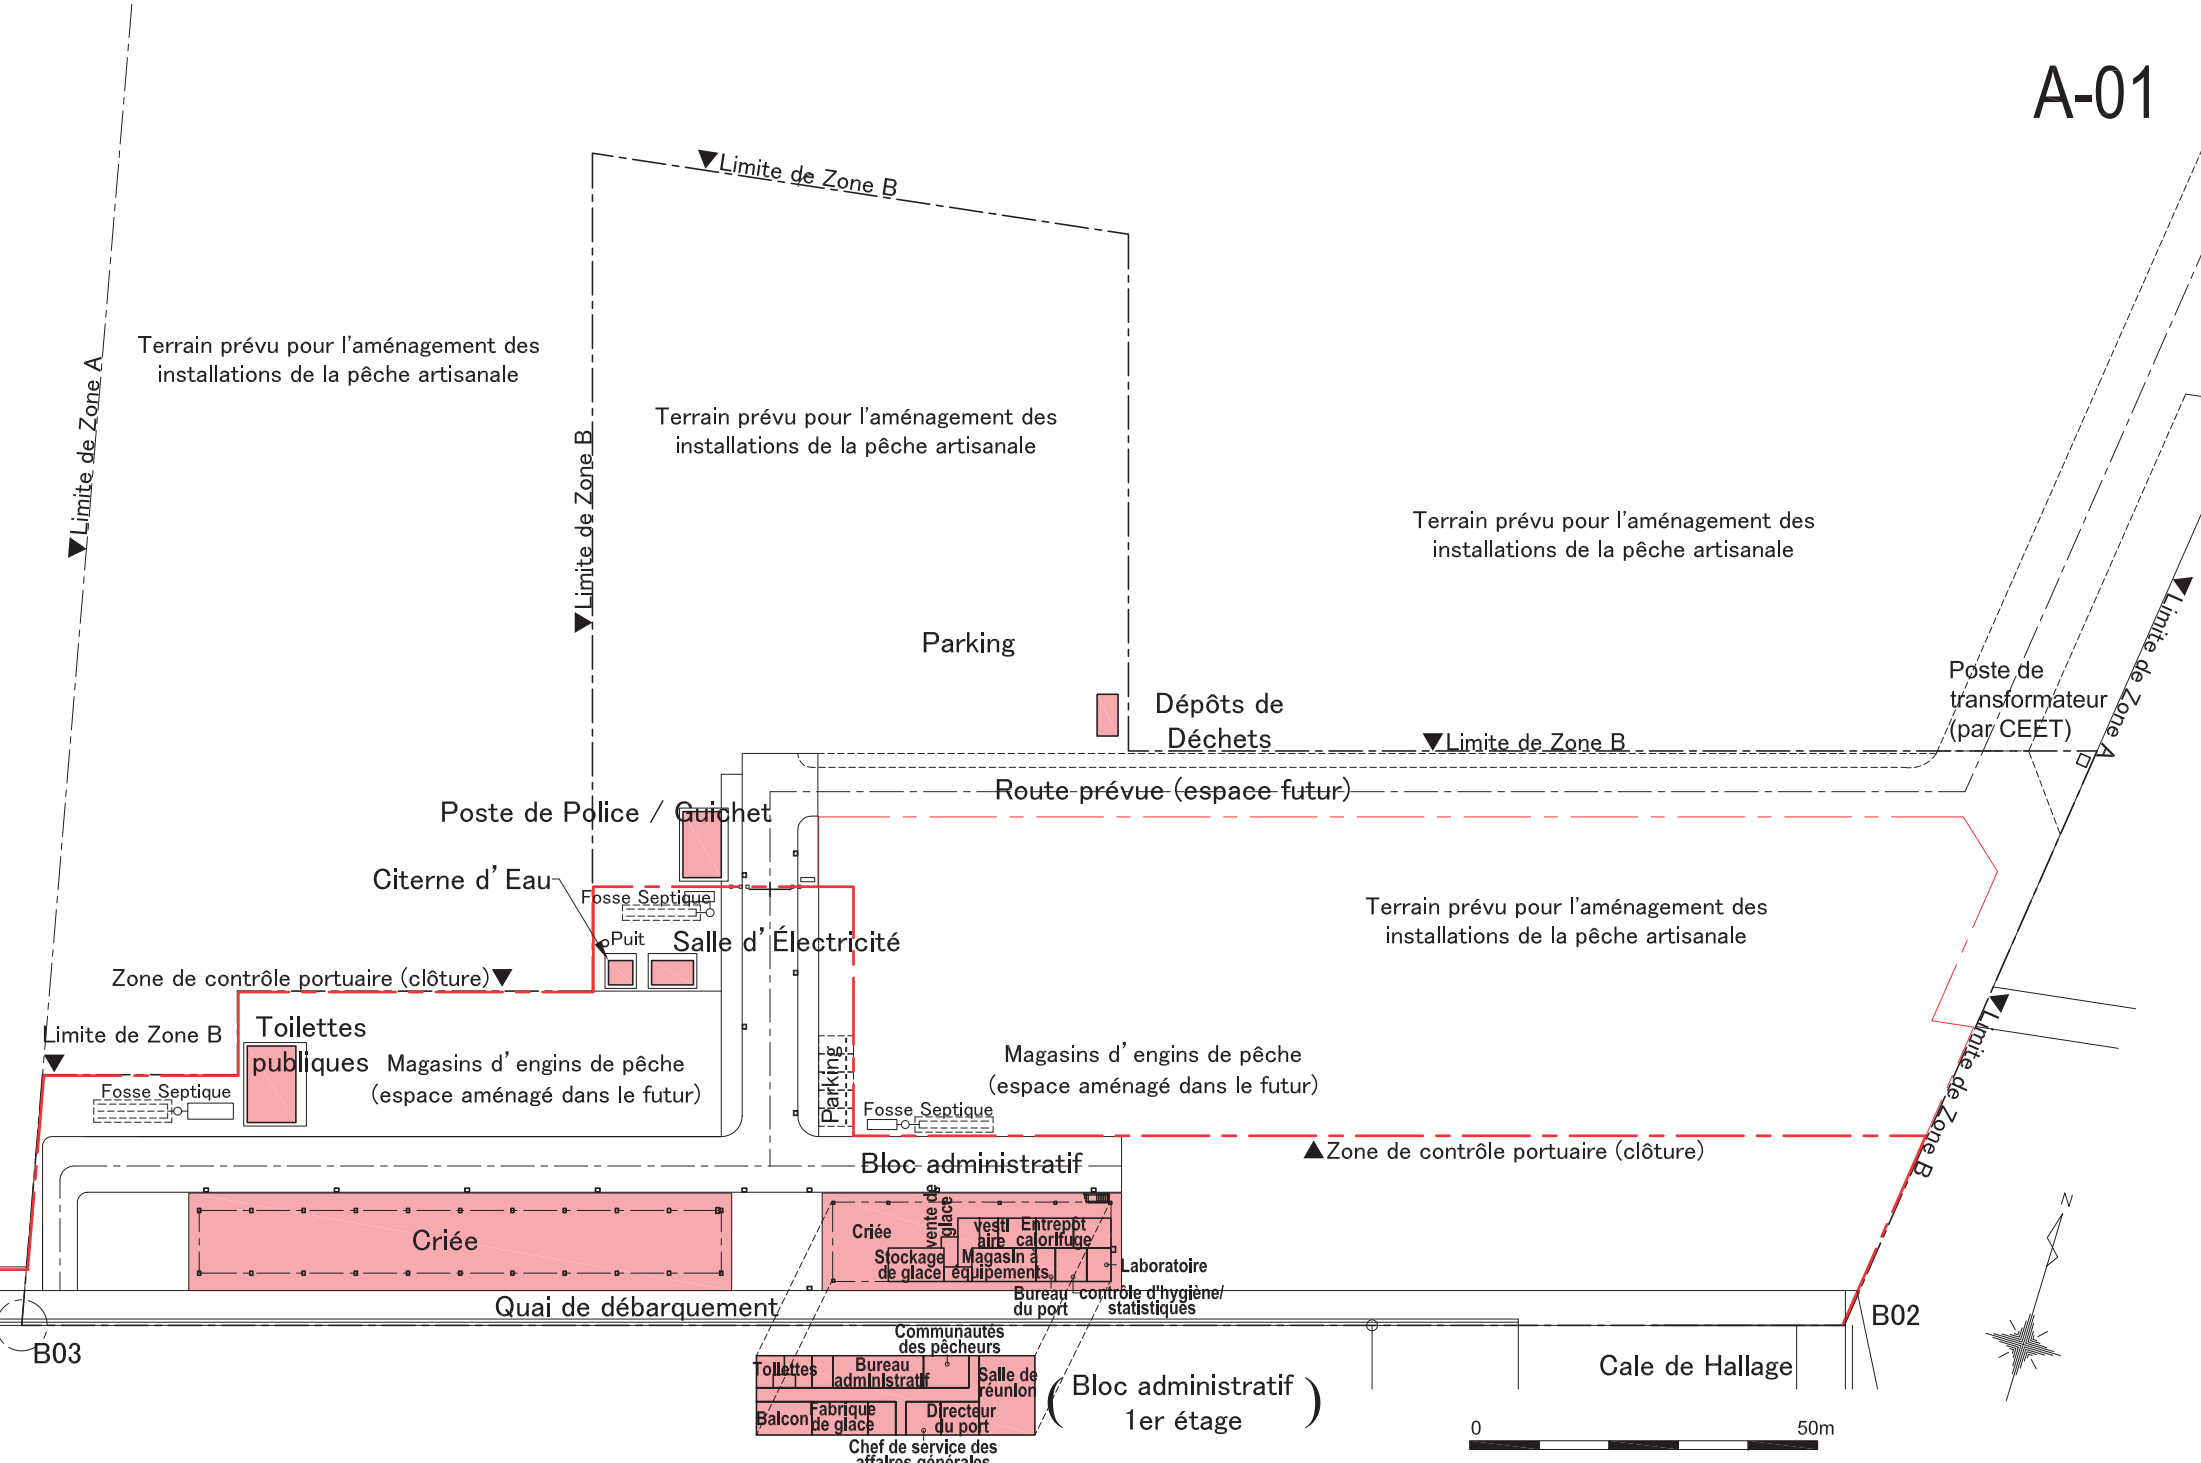 A-01
▼Limite de Zone B
Terrain prévu pour l'aménagement des
installations de la pêche artisanale
▼Limite de Zone A
Terrain prévu pour l'aménagement des
installations de la pêche artisanale
▼Limite de Zone B
Terrain prévu pour l'aménagement des
installations de la pêche artisanale
▼Limite de Zone A
Parking
Poste de
transformateur
(par CEET)
Dépôts de
Déchets
▼Limite de Zone B
Route prévue (espace futur)
Poste de Police / Guichet
Citerne d'Eau
Fosse Septique
Puit
Salle d'Électricité
Terrain prévu pour l'aménagement des
installations de la pêche artisanale
Zone de contrôle portuaire (clôture)▼
Limite de Zone B
▼
Toilettes
publiques
Magasins d'engins de pêche
(espace aménagé dans le futur)
Fosse Septique
Parking
Magasins d'engins de pêche
(espace aménagé dans le futur)
Fosse Septique
▲Limite de Zone B
▲Zone de contrôle portuaire (clôture)
Bloc administratif
Criée
Criée
vente de
glace
vesti
aire
Entrepôt
calorifuge
Stockage
de glace
Magasin à
équipements
Laboratoire
Bureau
du port
contrôle d'hygiène/
statistiques
N
Quai de débarquement
B02
B03
Communautés
des pêcheurs
Toilettes
Bureau
administratif
Salle de
réunion
Cale de Hallage
Balcon
Fabrique
de glace
Directeur
du port
(Bloc administratif
1er étage)
Chef de service des
affaires générales
0
50m